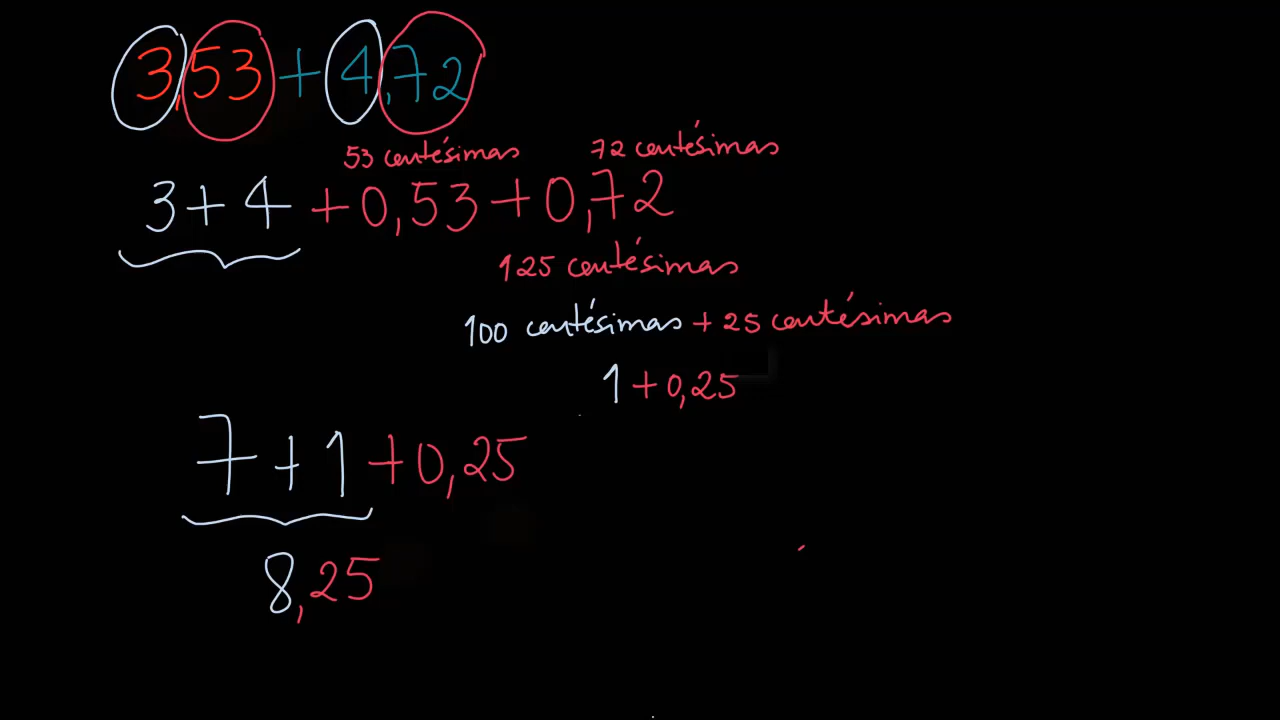 3,53+4,72
53 centésimas 72 centésimas
3+4+0,53+0,72
125 centésimas
100 centésimas + 25 centésimas
1+0,25
7+1+0,25
8,25